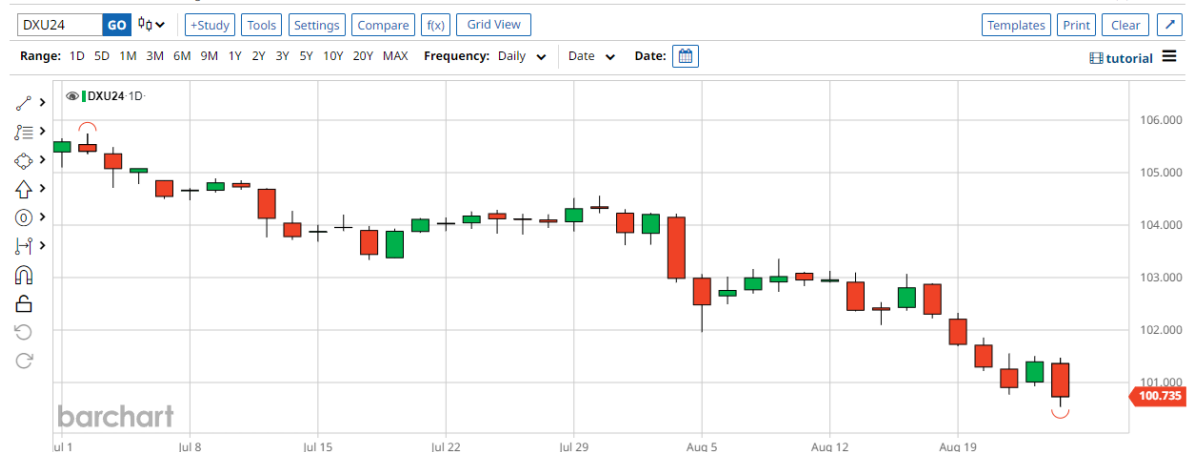 DXU24 GO +Study Tools Settings Compare f(x) Grid View Templates Print Clear
Range: 1D 5D 1M 3M 6M 9M 1Y 2Y 3Y 5Y 10Y 20Y MAX Frequency: Daily Date Date: tutorial
DXU24 1D
106.000
105.000
104.000
103.000
102.000
101.000
100.735
barchart
ul 1 Jul 8 Jul 15 Jul 22 Jul 29 Aug 5 Aug 12 Aug 19